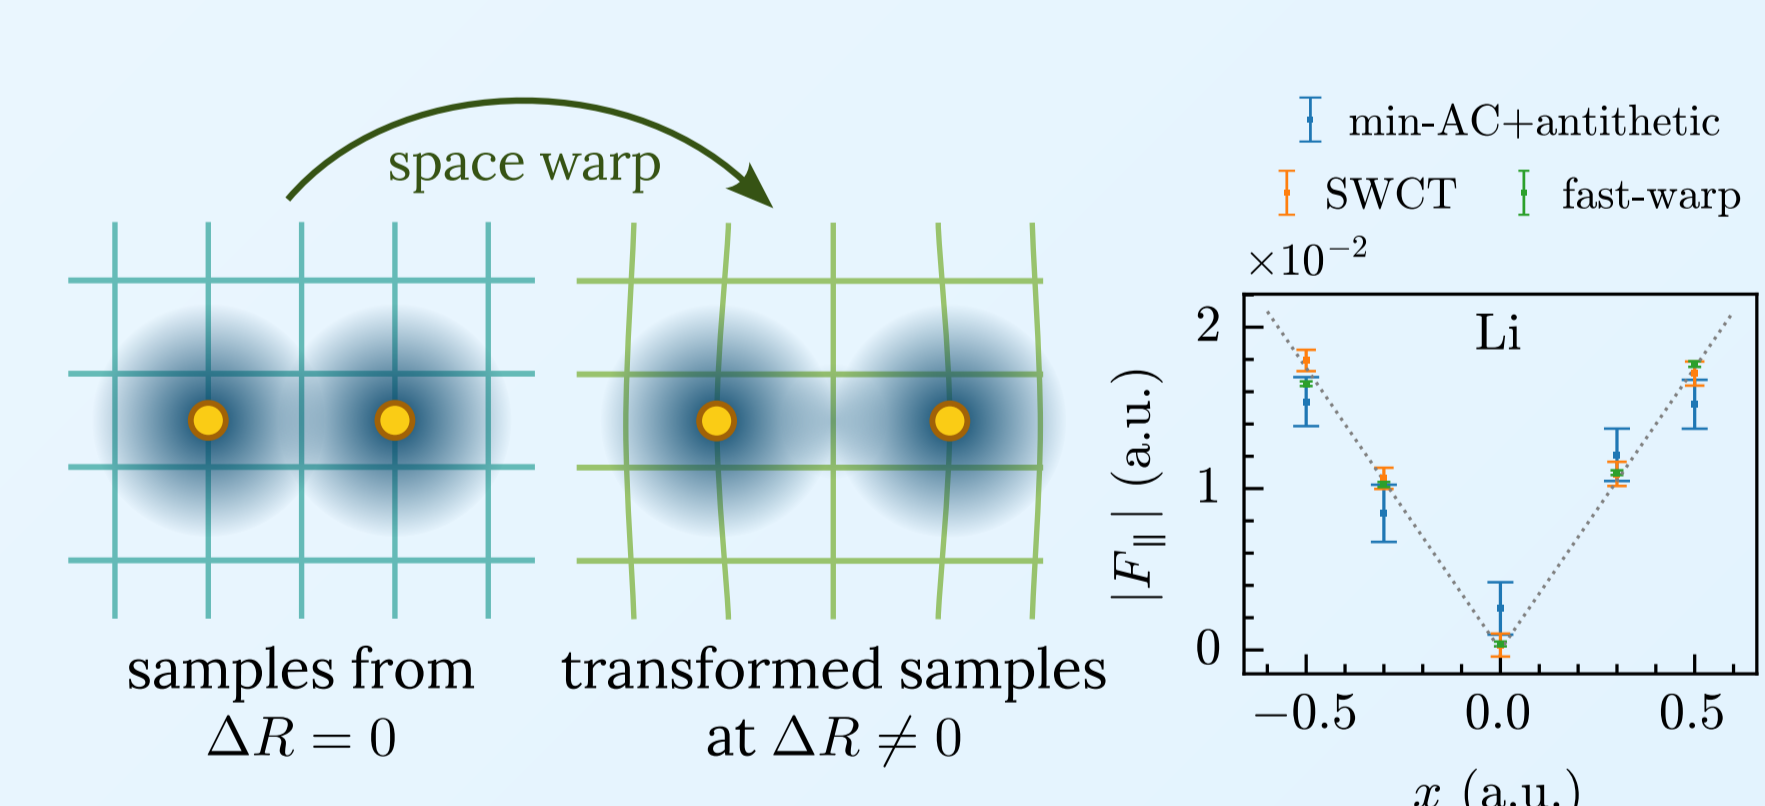 space warp
samples from
ΔR = 0
transformed samples
at ΔR ≠ 0
min-AC+antithetic
SWCT fast-warp
×10⁻²
Li
2
1
0
|F∥| (a.u.)
−0.5 0.0 0.5
x (a.u.)